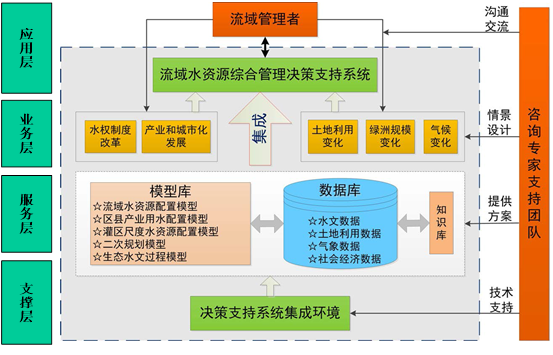 应用层
业务层
服务层
支撑层
流域管理者
流域水资源综合管理决策支持系统
水权制度
改革
产业和城市化
发展
集成
土地利用
变化
绿洲规模
变化
气候
变化
模型库
☆流域水资源配置模型
☆区县产业用水配置模型
☆灌区尺度水资源配置模型
☆二次规划模型
☆生态水文过程模型
数据库
☆水文数据
☆土地利用数据
☆气象数据
☆社会经济数据
知识库
决策支持系统集成环境
沟通
交流
情景
设计
提供
方案
技术
支持
咨询专家支持团队